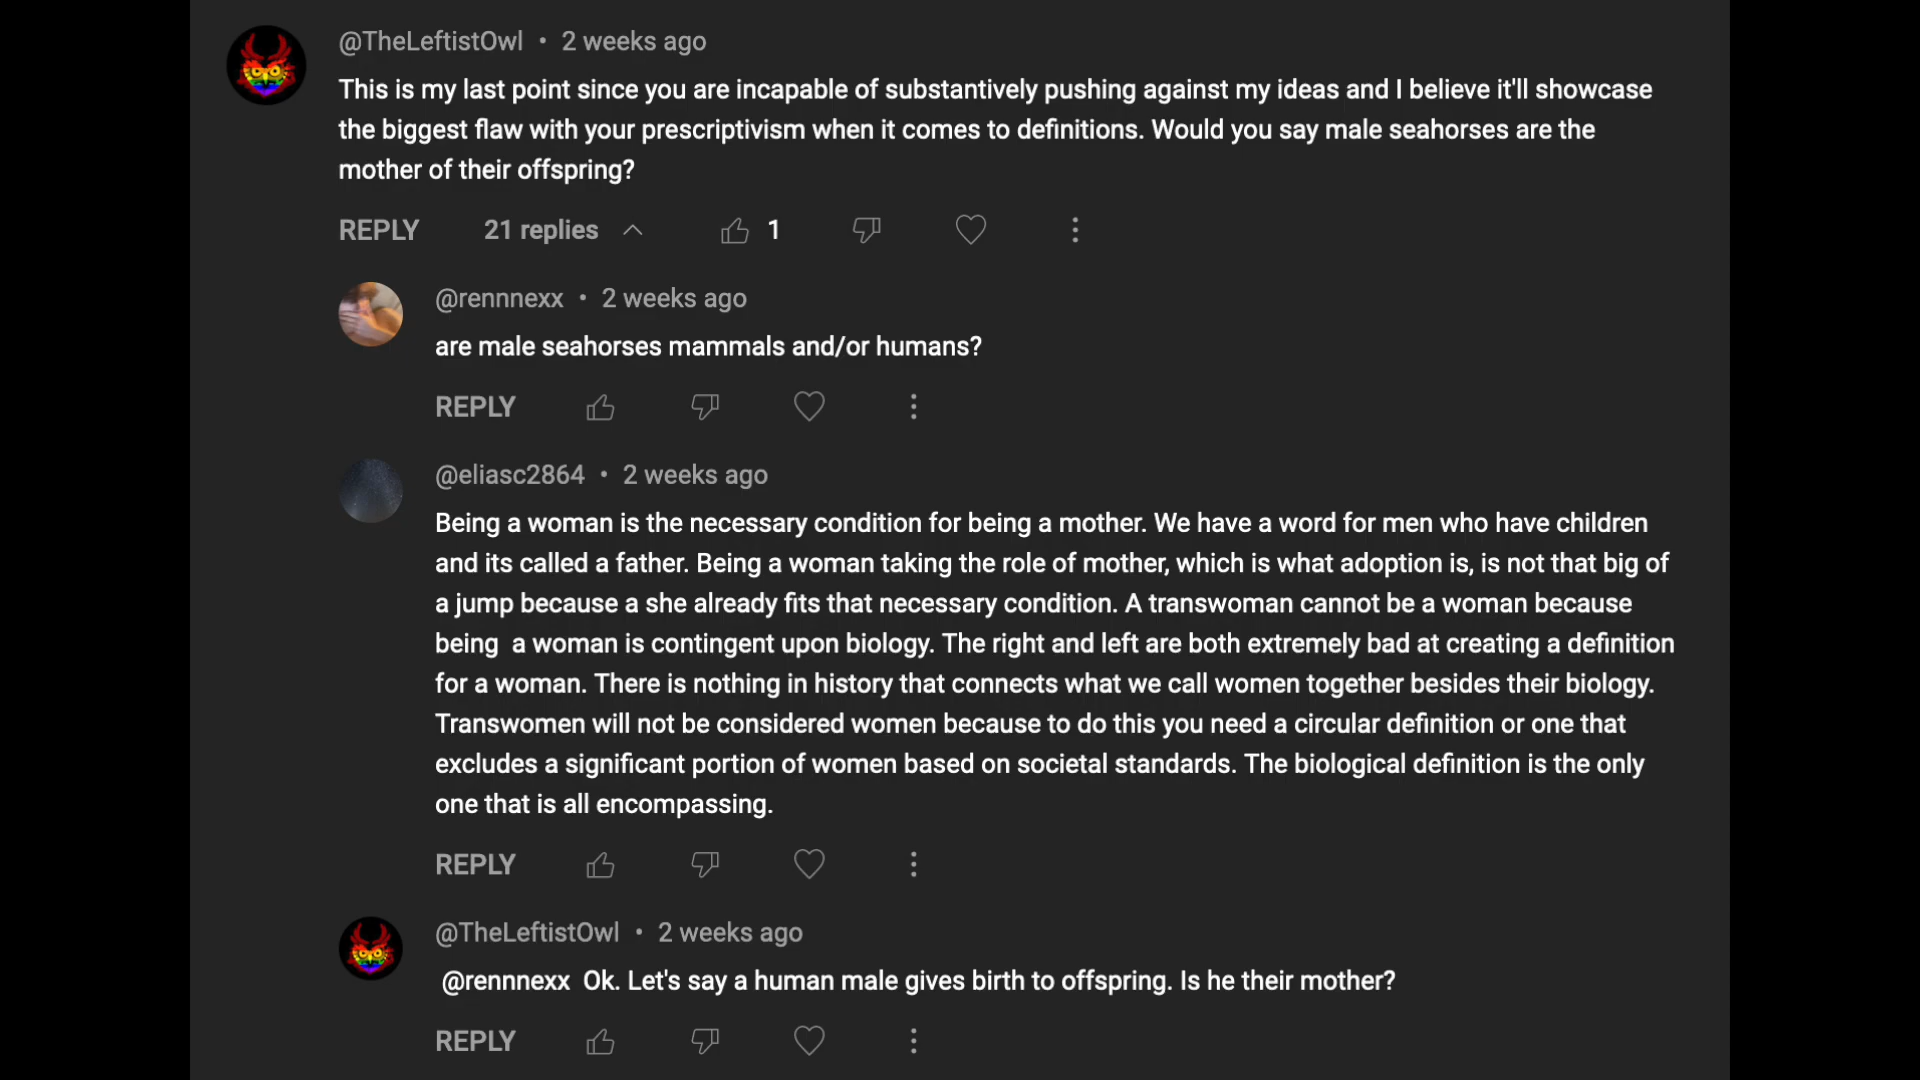 @TheLeftistOwl • 2 weeks ago
This is my last point since you are incapable of substantively pushing against my ideas and I believe it'll showcase
the biggest flaw with your prescriptivism when it comes to definitions. Would you say male seahorses are the
mother of their offspring?
REPLY 21 replies 1
@rennnexx • 2 weeks ago
are male seahorses mammals and/or humans?
REPLY
@eliasc2864 • 2 weeks ago
Being a woman is the necessary condition for being a mother. We have a word for men who have children
and its called a father. Being a woman taking the role of mother, which is what adoption is, is not that big of
a jump because a she already fits that necessary condition. A transwoman cannot be a woman because
being  a woman is contingent upon biology. The right and left are both extremely bad at creating a definition
for a woman. There is nothing in history that connects what we call women together besides their biology.
Transwomen will not be considered women because to do this you need a circular definition or one that
excludes a significant portion of women based on societal standards. The biological definition is the only
one that is all encompassing.
REPLY
@TheLeftistOwl • 2 weeks ago
@rennnexx  Ok. Let's say a human male gives birth to offspring. Is he their mother?
REPLY